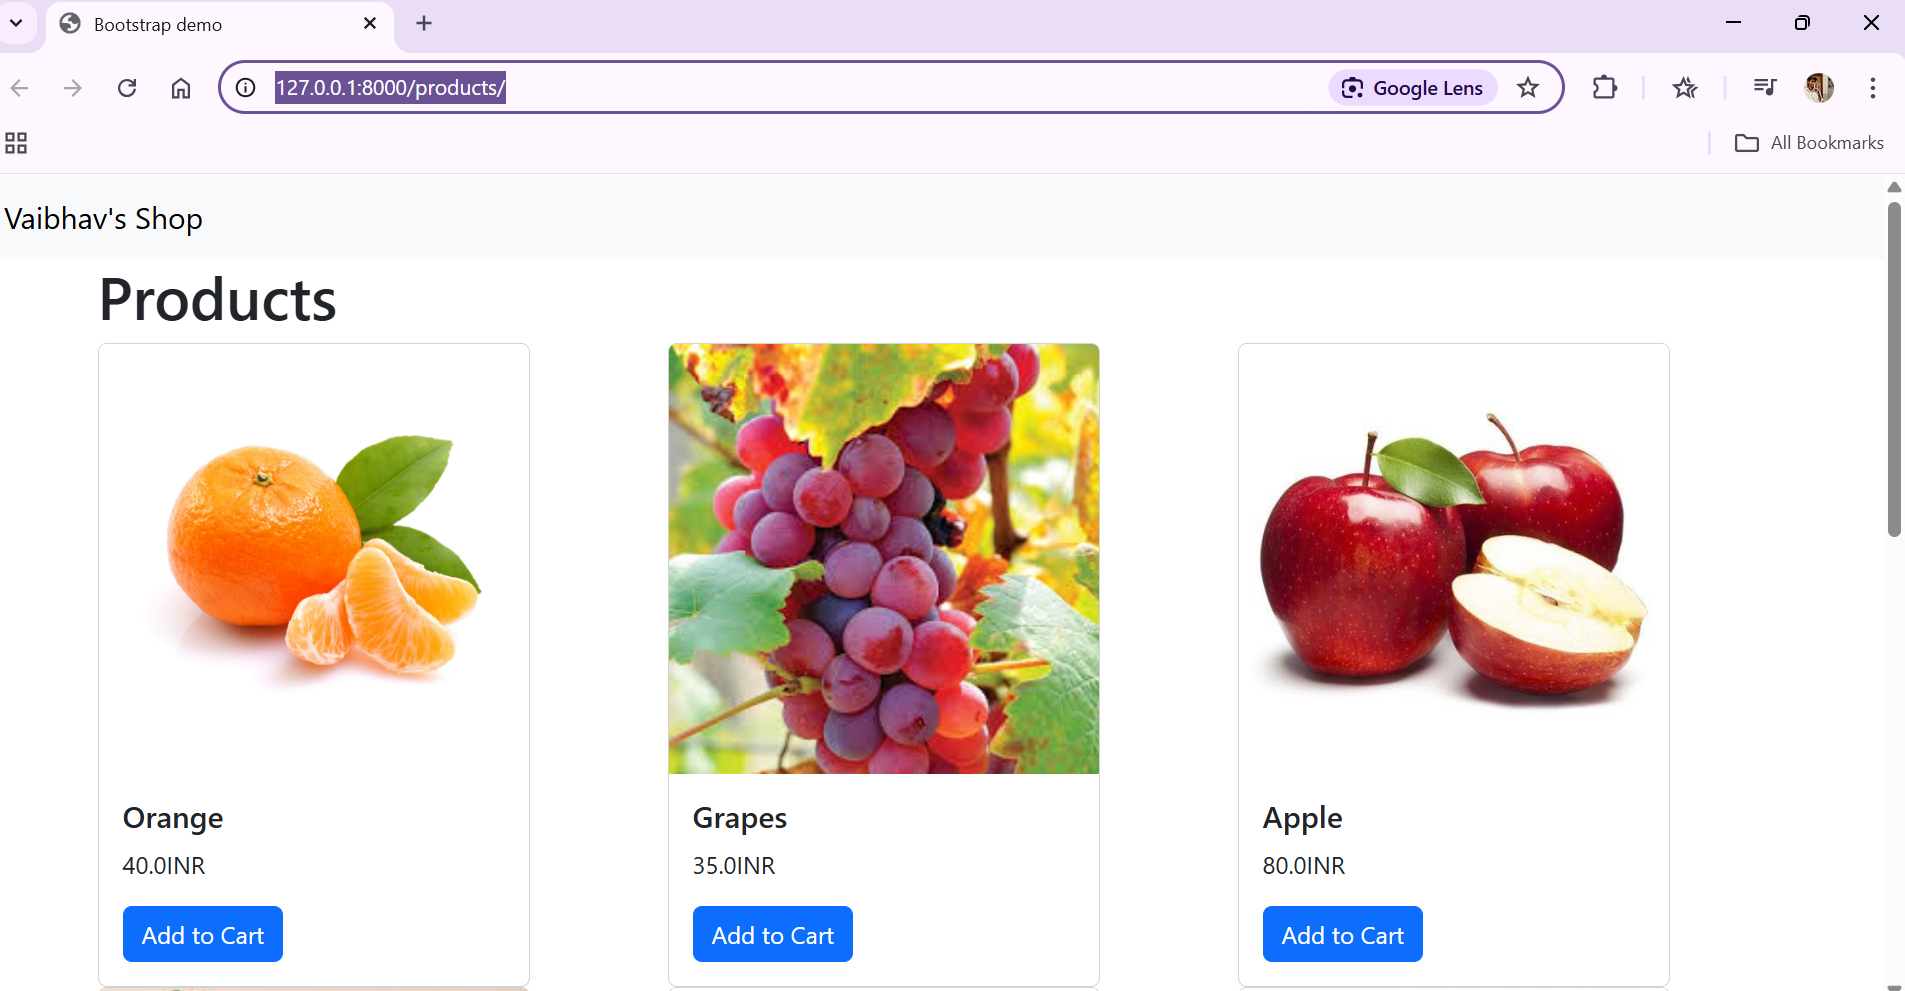 Bootstrap demo
127.0.0.1:8000/products/
Google Lens
All Bookmarks
Vaibhav's Shop
Products
Orange
40.0INR
Add to Cart
Grapes
35.0INR
Add to Cart
Apple
80.0INR
Add to Cart